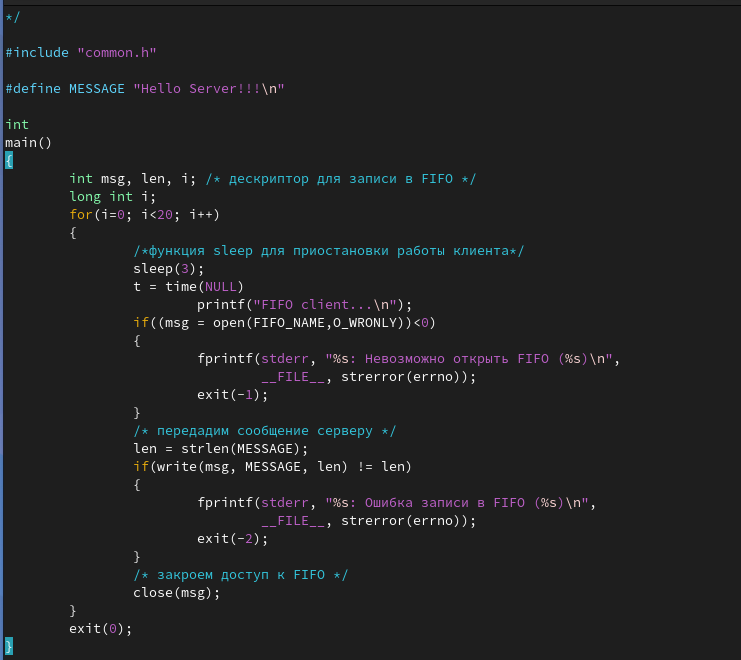 */
#include "common.h"
#define MESSAGE "Hello Server!!!\n"
int
main()
{
int msg, len, i; /* дескриптор для записи в FIFO */
long int i;
for(i=0; i<20; i++)
{
/*функция sleep для приостановки работы клиента*/
sleep(3);
t = time(NULL)
printf("FIFO client...\n");
if((msg = open(FIFO_NAME,O_WRONLY))<0)
{
fprintf(stderr, "%s: Невозможно открыть FIFO (%s)\n",
__FILE__, strerror(errno));
exit(-1);
}
/* передадим сообщение серверу */
len = strlen(MESSAGE);
if(write(msg, MESSAGE, len) != len)
{
fprintf(stderr, "%s: Ошибка записи в FIFO (%s)\n",
__FILE__, strerror(errno));
exit(-2);
}
/* закроем доступ к FIFO */
close(msg);
}
exit(0);
}